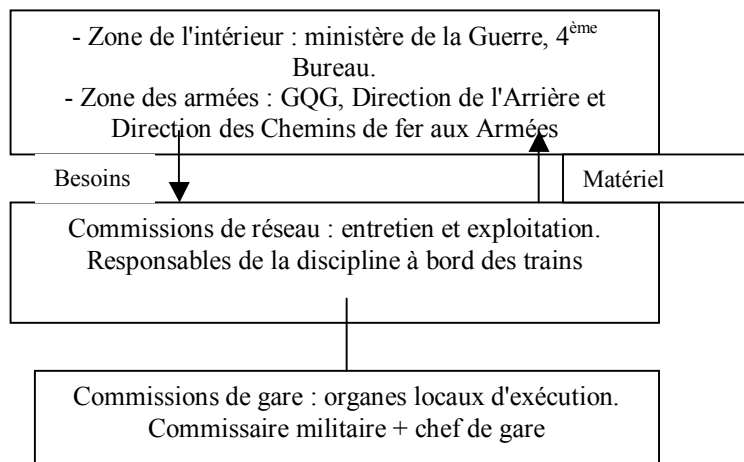 - Zone de l'intérieur : ministère de la Guerre, 4ème
Bureau.
- Zone des armées : GQG, Direction de l'Arrière et
Direction des Chemins de fer aux Armées
Besoins
Matériel
Commissions de réseau : entretien et exploitation.
Responsables de la discipline à bord des trains
Commissions de gare : organes locaux d'exécution.
Commissaire militaire + chef de gare